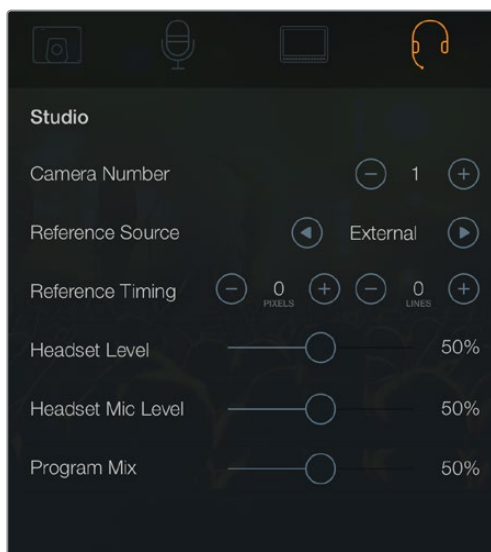 Studio
Camera Number 1
Reference Source External
Reference Timing 0 PIXELS 0 LINES
Headset Level 50%
Headset Mic Level 50%
Program Mix 50%